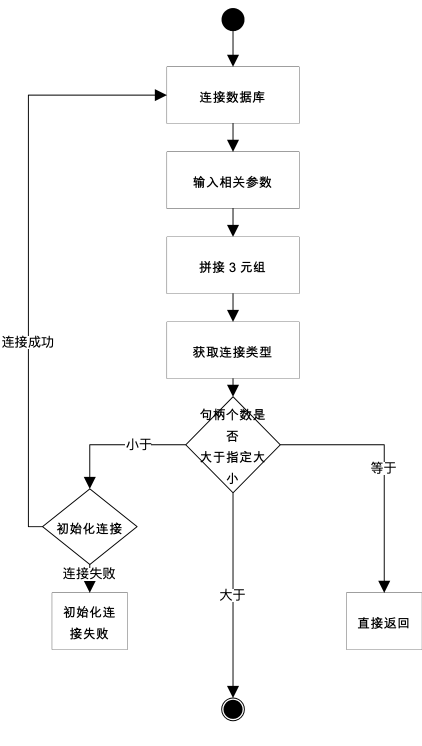 连接数据库
输入相关参数
拼接 3 元组
连接成功
获取连接类型
句柄个数是
否
大于指定大
小
小于
等于
初始化连接
连接失败
大于
初始化连
接失败
直接返回